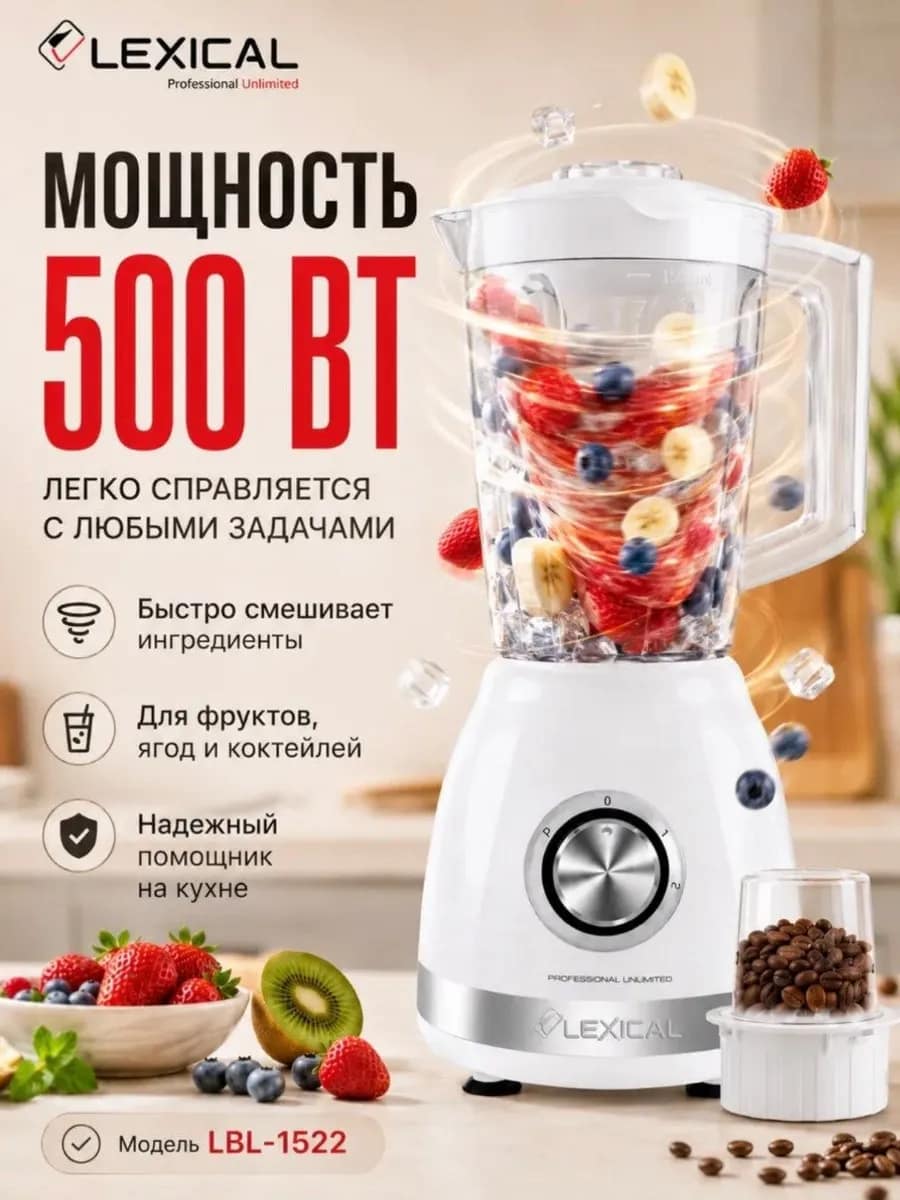 LEXICAL
Professional Unlimited
МОЩНОСТЬ
500 ВТ
ЛЕГКО СПРАВЛЯЕТСЯ
С ЛЮБЫМИ ЗАДАЧАМИ
Быстро смешивает
ингредиенты
Для фруктов,
ягод и коктейлей
Надежный
помощник
на кухне
P 0 1 2
PROFESSIONAL UNLIMITED
LEXICAL
Модель LBL-1522